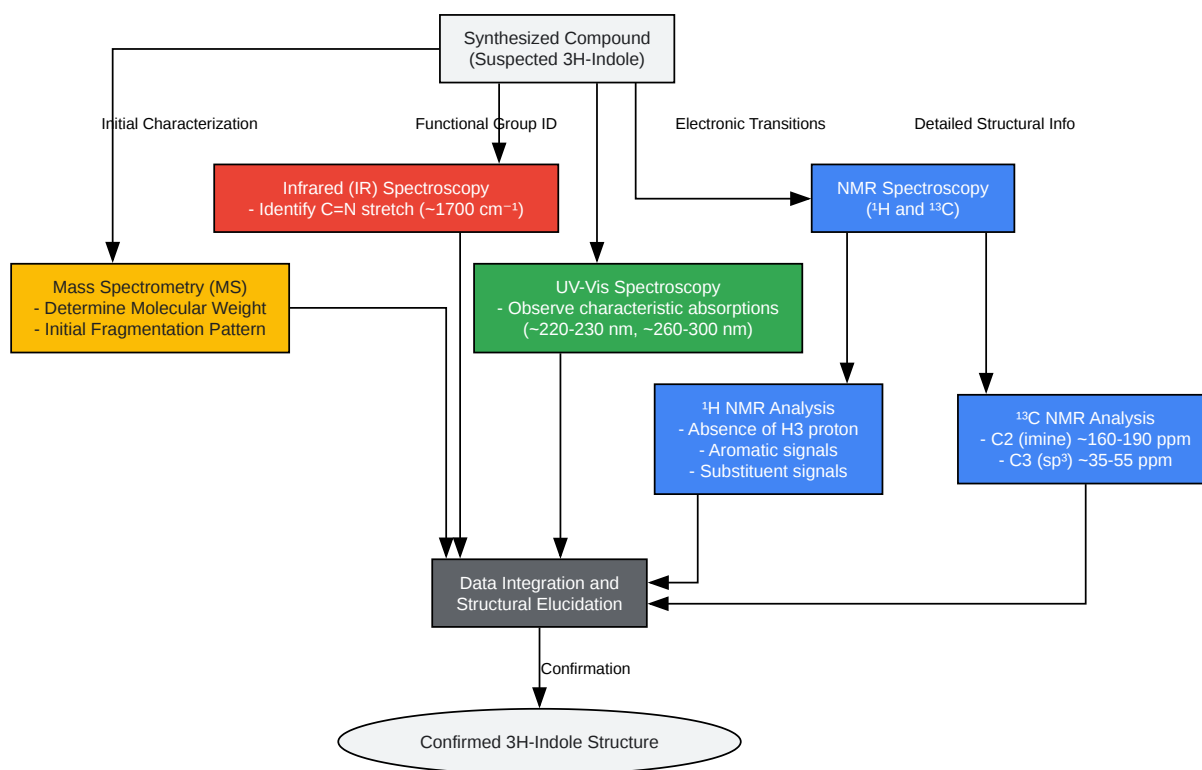 Synthesized Compound
(Suspected 3H-Indole)
Initial Characterization
Functional Group ID
Electronic Transitions
Detailed Structural Info
Infrared (IR) Spectroscopy
- Identify C=N stretch (~1700 cm⁻¹)
NMR Spectroscopy
(¹H and ¹³C)
Mass Spectrometry (MS)
- Determine Molecular Weight
- Initial Fragmentation Pattern
UV-Vis Spectroscopy
- Observe characteristic absorptions
(~220-230 nm, ~260-300 nm)
¹H NMR Analysis
- Absence of H3 proton
- Aromatic signals
- Substituent signals
¹³C NMR Analysis
- C2 (imine) ~160-190 ppm
- C3 (sp³) ~35-55 ppm
Data Integration and
Structural Elucidation
Confirmation
Confirmed 3H-Indole Structure